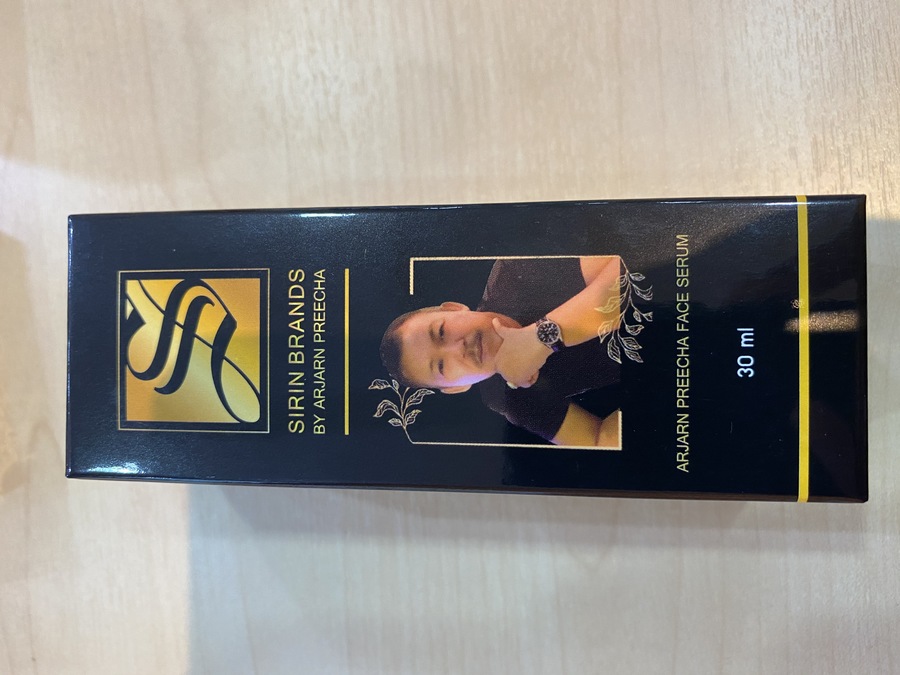 SIRIN BRANDS
BY ARJARN PREECHA
ARJARN PREECHA FACE SERUM
30 ml